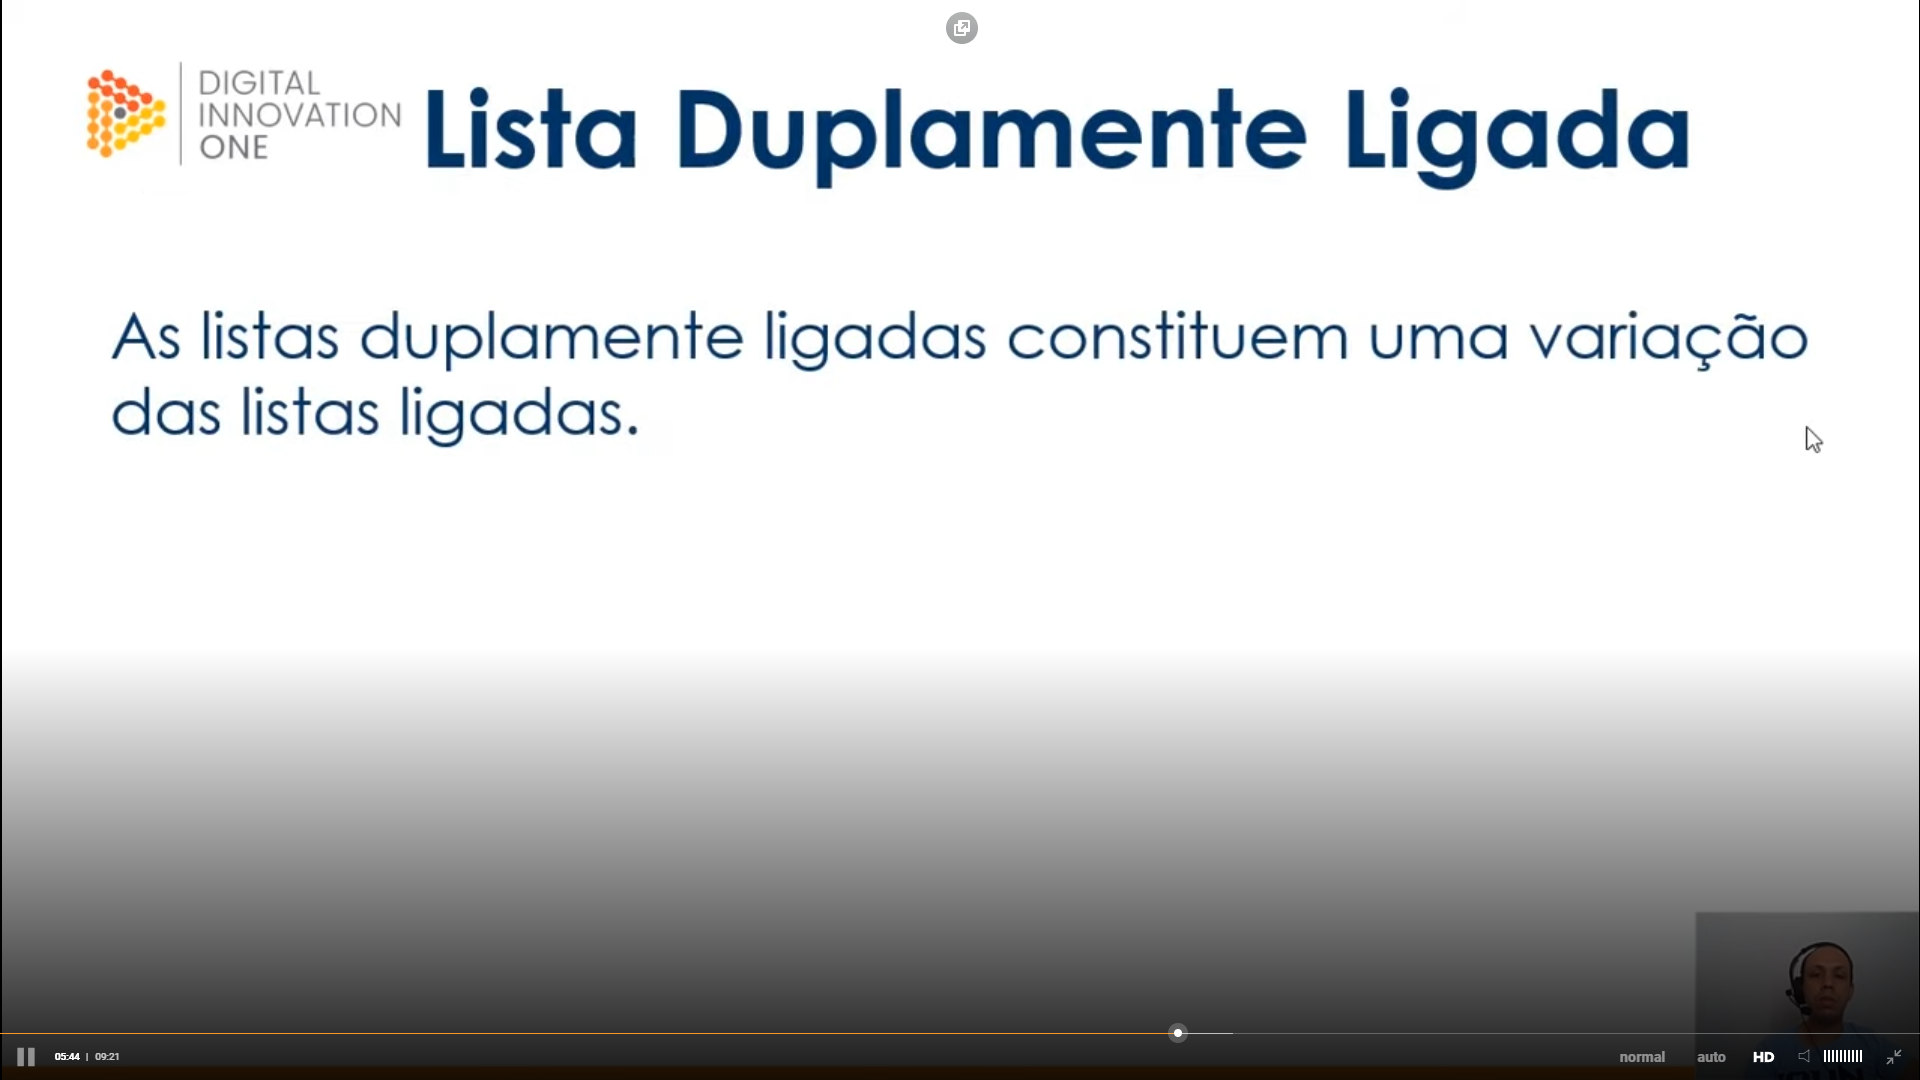 DIGITAL
INNOVATION
ONE
Lista Duplamente Ligada
As listas duplamente ligadas constituem uma variação
das listas ligadas.
05:44 | 09:21
normal auto HD